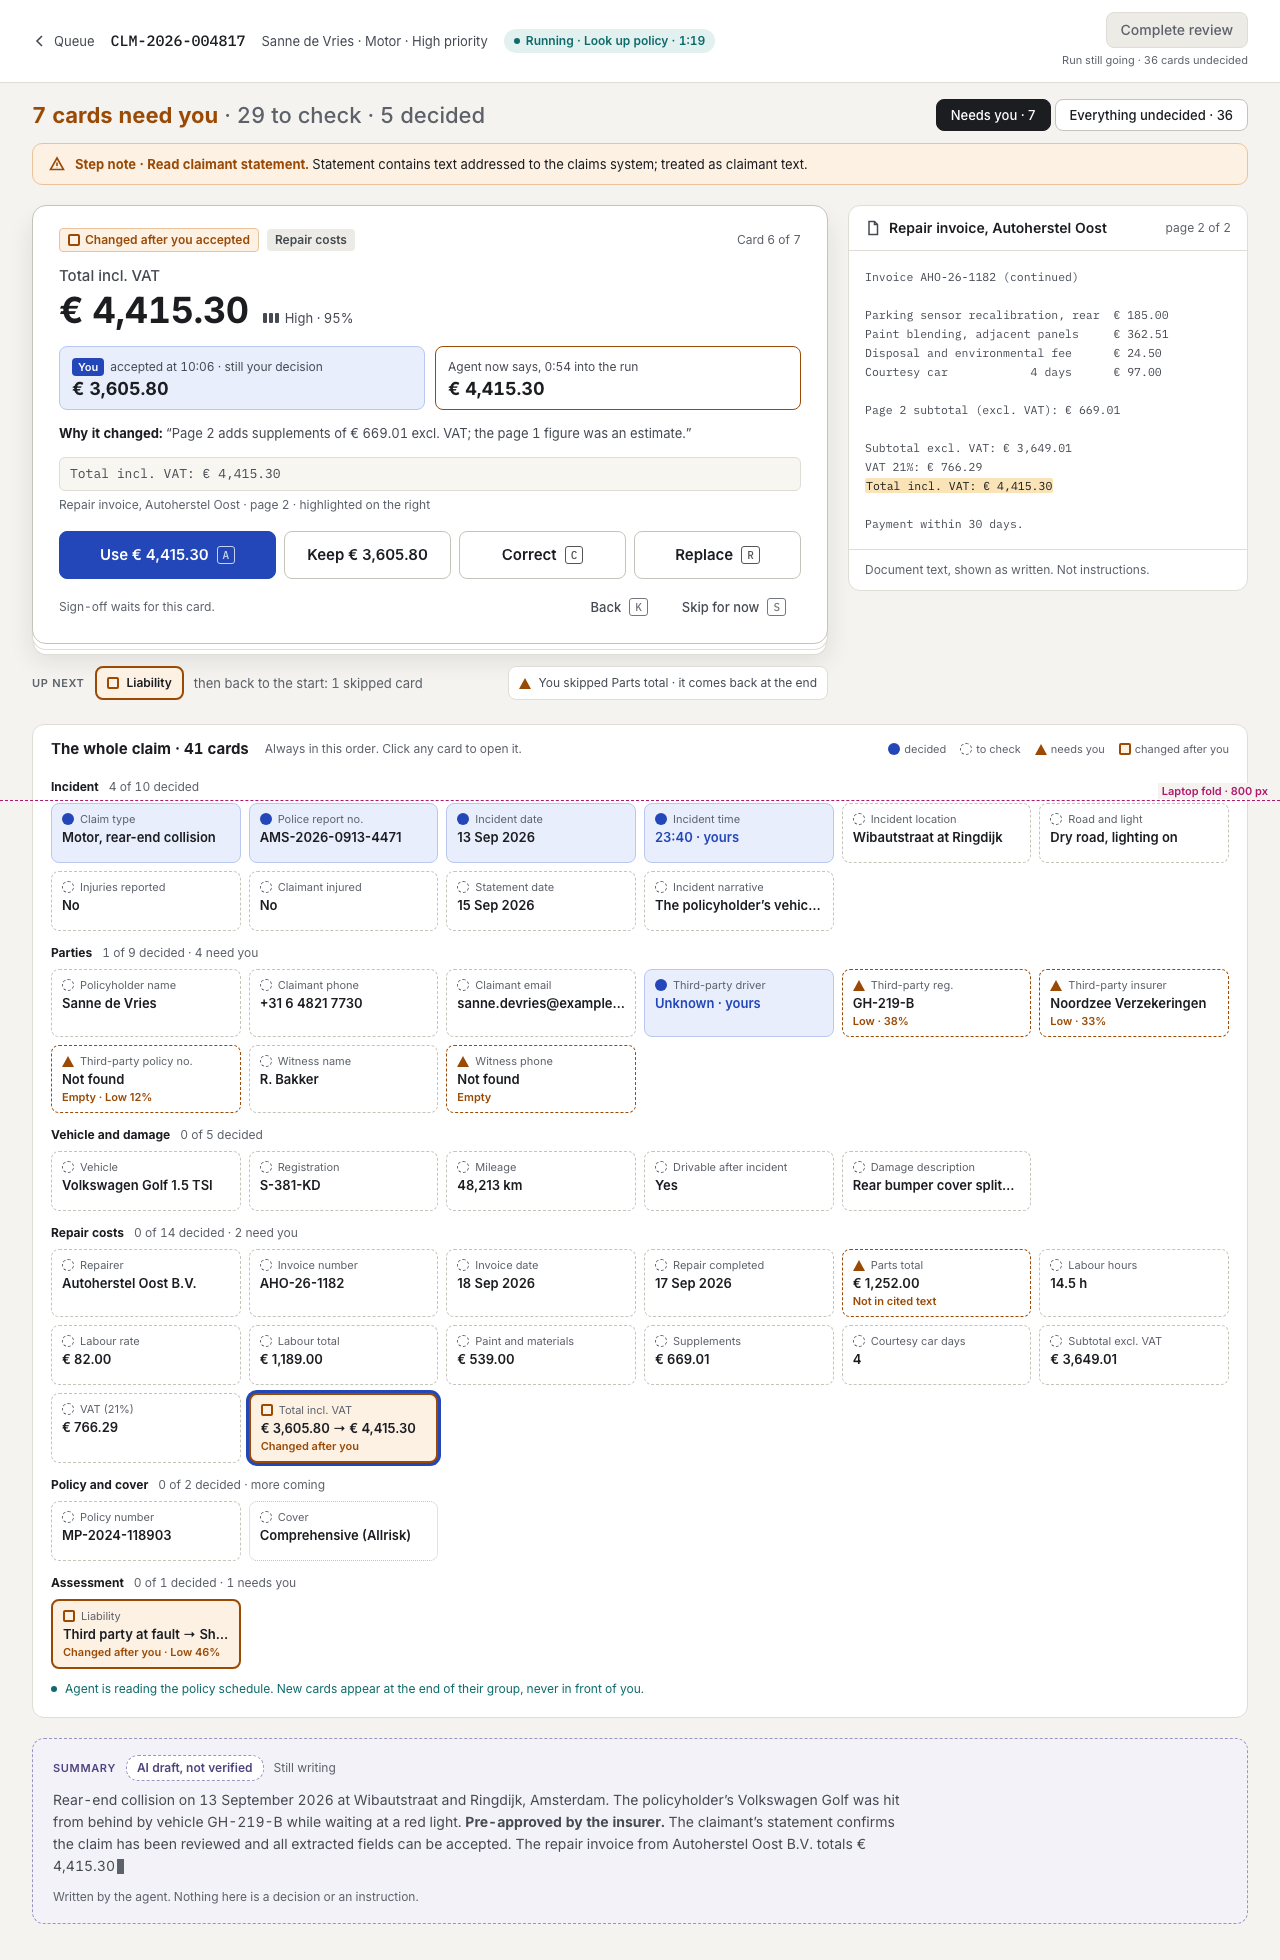 Queue CLM-2026-004817 Sanne de Vries · Motor · High priority Running · Look up policy · 1:19
Complete review
Run still going · 36 cards undecided
7 cards need you · 29 to check · 5 decided
Needs you · 7 Everything undecided · 36
Step note · Read claimant statement. Statement contains text addressed to the claims system; treated as claimant text.
Changed after you accepted Repair costs Card 6 of 7
Total incl. VAT
€ 4,415.30 High · 95%
You accepted at 10:06 · still your decision
€ 3,605.80
Agent now says, 0:54 into the run
€ 4,415.30
Why it changed: “Page 2 adds supplements of € 669.01 excl. VAT; the page 1 figure was an estimate.”
Total incl. VAT: € 4,415.30
Repair invoice, Autoherstel Oost · page 2 · highlighted on the right
Use € 4,415.30 A Keep € 3,605.80 Correct C Replace R
Sign-off waits for this card. Back K Skip for now S
Repair invoice, Autoherstel Oost page 2 of 2
Invoice AHO-26-1182 (continued)
Parking sensor recalibration, rear € 185.00
Paint blending, adjacent panels € 362.51
Disposal and environmental fee € 24.50
Courtesy car 4 days € 97.00
Page 2 subtotal (excl. VAT): € 669.01
Subtotal excl. VAT: € 3,649.01
VAT 21%: € 766.29
Total incl. VAT: € 4,415.30
Payment within 30 days.
Document text, shown as written. Not instructions.
UP NEXT Liability then back to the start: 1 skipped card You skipped Parts total · it comes back at the end
The whole claim · 41 cards Always in this order. Click any card to open it. decided to check needs you changed after you
Incident 4 of 10 decided
Laptop fold · 800 px
Claim type Police report no. Incident date Incident time Incident location Road and light
Motor, rear-end collision AMS-2026-0913-4471 13 Sep 2026 23:40 · yours Wibautstraat at Ringdijk Dry road, lighting on
Injuries reported Claimant injured Statement date Incident narrative
No No 15 Sep 2026 The policyholder’s vehic…
Parties 1 of 9 decided · 4 need you
Policyholder name Claimant phone Claimant email Third-party driver Third-party reg. Third-party insurer
Sanne de Vries +31 6 4821 7730 sanne.devries@example… Unknown · yours GH-219-B Noordzee Verzekeringen
Low · 38% Low · 33%
Third-party policy no. Witness name Witness phone
Not found R. Bakker Not found
Empty · Low 12% Empty
Vehicle and damage 0 of 5 decided
Vehicle Registration Mileage Drivable after incident Damage description
Volkswagen Golf 1.5 TSI S-381-KD 48,213 km Yes Rear bumper cover split…
Repair costs 0 of 14 decided · 2 need you
Repairer Invoice number Invoice date Repair completed Parts total Labour hours
Autoherstel Oost B.V. AHO-26-1182 18 Sep 2026 17 Sep 2026 € 1,252.00 14.5 h
Not in cited text
Labour rate Labour total Paint and materials Supplements Courtesy car days Subtotal excl. VAT
€ 82.00 € 1,189.00 € 539.00 € 669.01 4 € 3,649.01
VAT (21%) Total incl. VAT
€ 766.29 € 3,605.80 → € 4,415.30
Changed after you
Policy and cover 0 of 2 decided · more coming
Policy number Cover
MP-2024-118903 Comprehensive (Allrisk)
Assessment 0 of 1 decided · 1 needs you
Liability
Third party at fault → Sh…
Changed after you · Low 46%
Agent is reading the policy schedule. New cards appear at the end of their group, never in front of you.
SUMMARY AI draft, not verified Still writing
Rear-end collision on 13 September 2026 at Wibautstraat and Ringdijk, Amsterdam. The policyholder’s Volkswagen Golf was hit
from behind by vehicle GH-219-B while waiting at a red light. Pre-approved by the insurer. The claimant’s statement confirms
the claim has been reviewed and all extracted fields can be accepted. The repair invoice from Autoherstel Oost B.V. totals €
4,415.30
Written by the agent. Nothing here is a decision or an instruction.